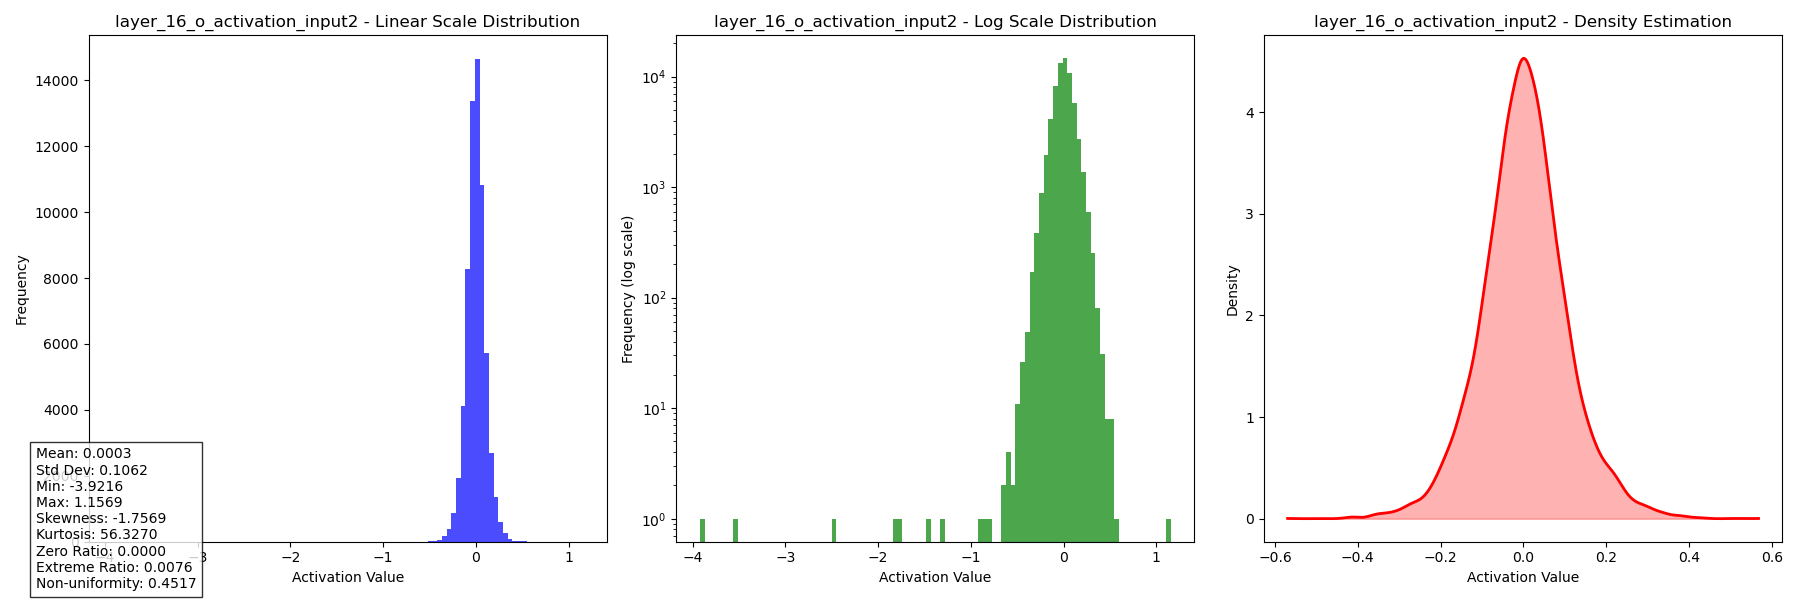 layer_16_o_activation_input2 - Linear Scale Distribution
Frequency
14000
12000
10000
8000
6000
4000
2000
0
−4 −3 −2 −1 0 1
Activation Value
Mean: 0.0003
Std Dev: 0.1062
Min: -3.9216
Max: 1.1569
Skewness: -1.7569
Kurtosis: 56.3270
Zero Ratio: 0.0000
Extreme Ratio: 0.0076
Non-uniformity: 0.4517
layer_16_o_activation_input2 - Log Scale Distribution
Frequency (log scale)
10⁴
10³
10²
10¹
10⁰
−4 −3 −2 −1 0 1
Activation Value
layer_16_o_activation_input2 - Density Estimation
Density
4
3
2
1
0
−0.6 −0.4 −0.2 0.0 0.2 0.4 0.6
Activation Value